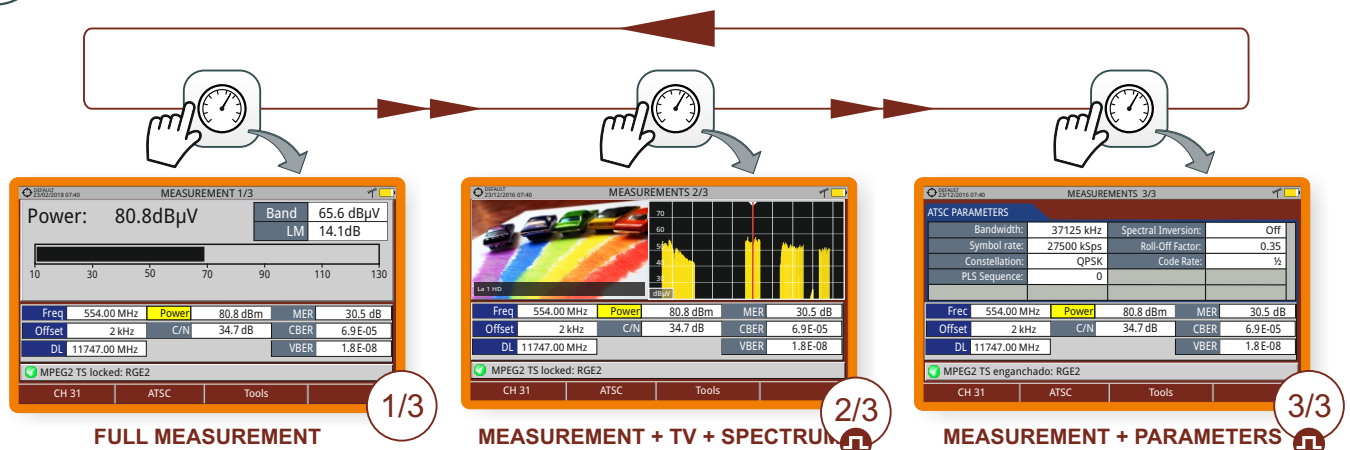 DEFAULT
23/02/2018 07:40
MEASUREMENT 1/3
Power: 80.8dBµV
Band 65.6 dBµV
LM 14.1dB
10 30 50 70 90 110 130
Freq 554.00 MHz Power 80.8 dBm MER 30.5 dB
Offset 2 kHz C/N 34.7 dB CBER 6.9 E-05
DL 11747.00 MHz VBER 1.8 E-08
MPEG2 TS locked: RGE2
CH 31 ATSC Tools
1/3
FULL MEASUREMENT
DEFAULT
23/12/2016 07:40
MEASUREMENTS 2/3
70
60
50
40
30
dBµV
La 1 HD
Freq 554.00 MHz Power 80.8 dBm MER 30.5 dB
Offset 2 kHz C/N 34.7 dB CBER 6.9 E-05
DL 11747.00 MHz VBER 1.8 E-08
MPEG2 TS locked: RGE2
CH 31 ATSC Tools
2/3
MEASUREMENT + TV + SPECTRUM
DEFAULT
23/12/2016 07:40
MEASUREMENTS 3/3
ATSC PARAMETERS
Bandwidth: 37125 kHz Spectral Inversion: Off
Symbol rate: 27500 kSps Roll-Off Factor: 0.35
Constellation: QPSK Code Rate: ½
PLS Sequence: 0
Frec 554.00 MHz Power 80.8 dBm MER 30.5 dB
Offset 2 kHz C/N 34.7 dB CBER 6.9 E-05
DL 11747.00 MHz VBER 1.8 E-08
MPEG2 TS enganchado: RGE2
CH 31 ATSC Tools
3/3
MEASUREMENT + PARAMETERS